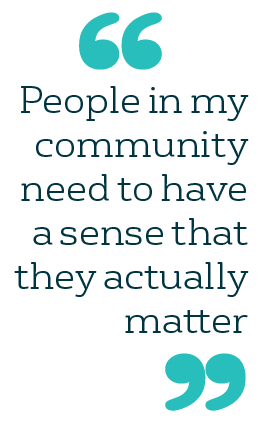 “
People in my
community
need to have
a sense that
they actually
matter
”